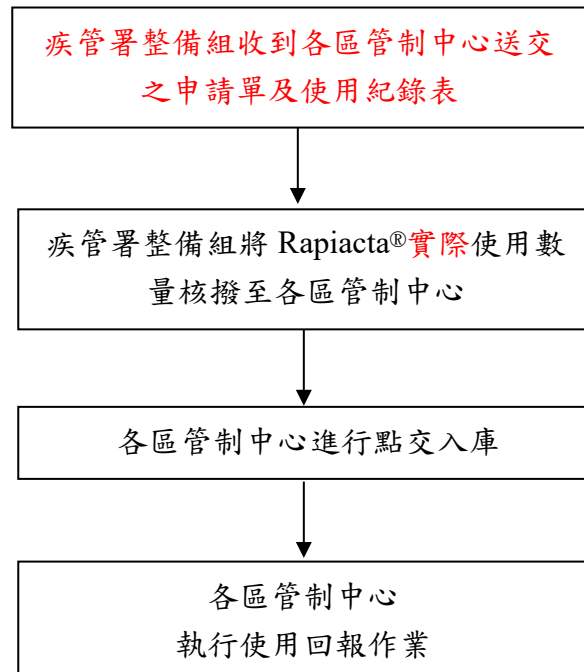 疾管署整備組收到各區管制中心送交
之申請單及使用紀錄表
疾管署整備組將 Rapiacta®實際使用數
量核撥至各區管制中心
各區管制中心進行點交入庫
各區管制中心
執行使用回報作業